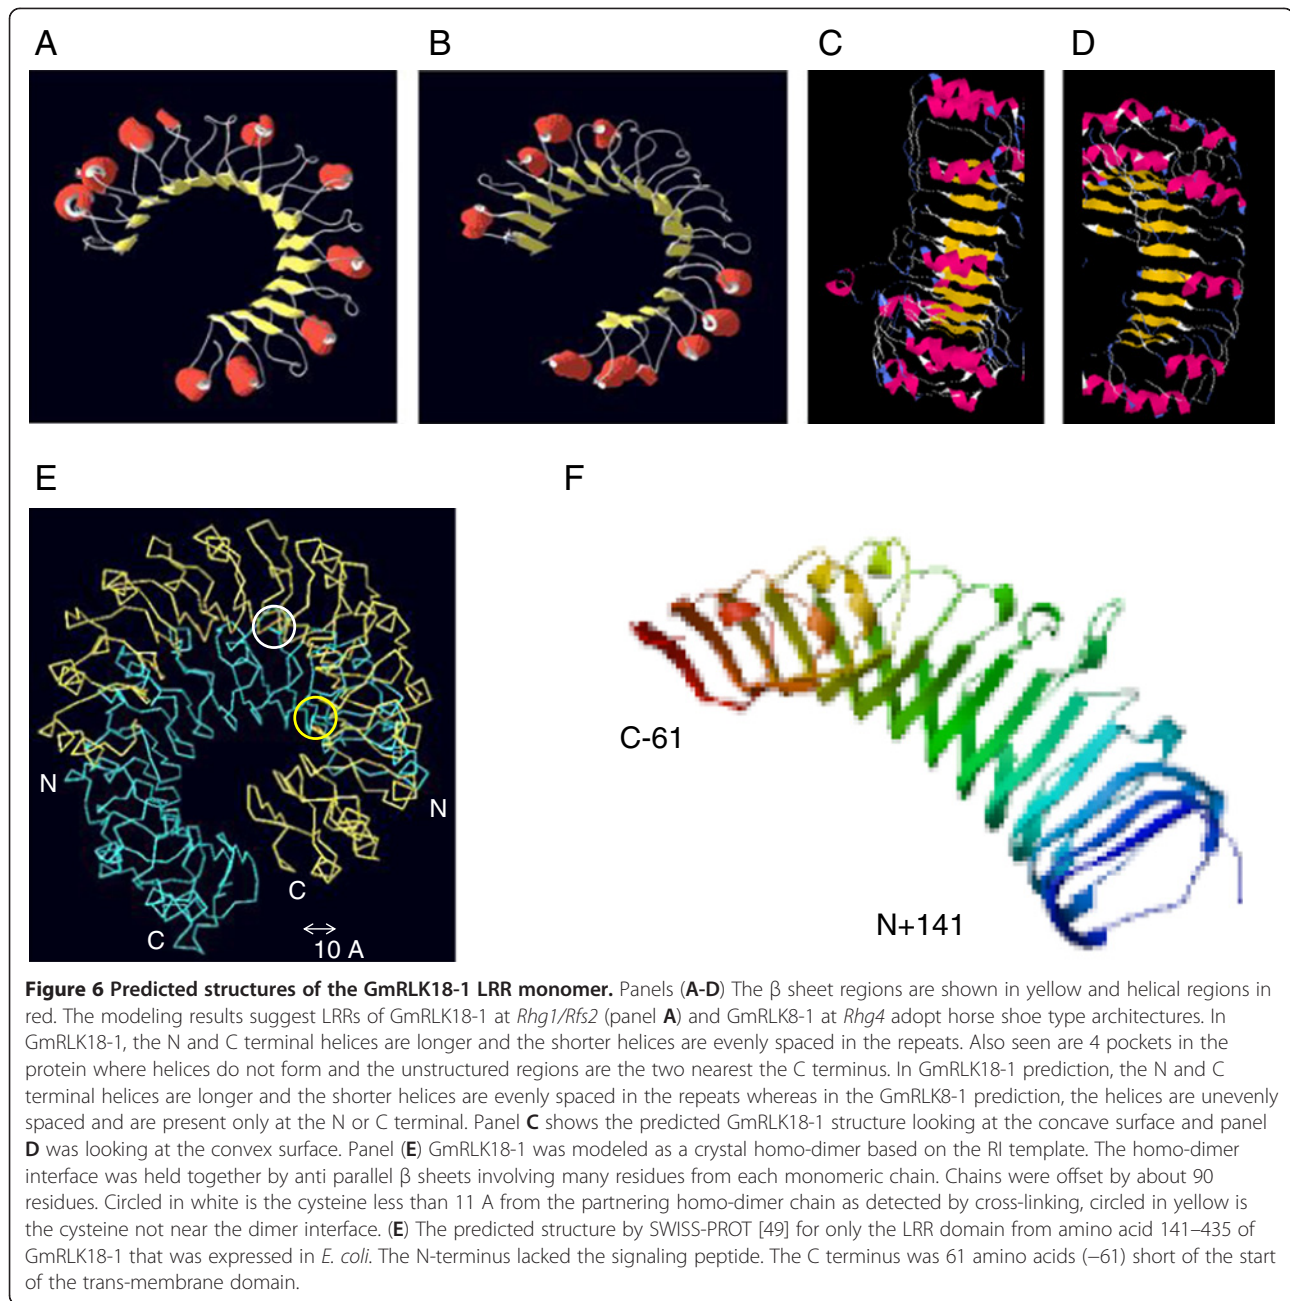 A
B
C
D
E
F
N
N
C
C
10 A
C-61
N+141
Figure 6 Predicted structures of the GmRLK18-1 LRR monomer. Panels (A-D) The β sheet regions are shown in yellow and helical regions in
red. The modeling results suggest LRRs of GmRLK18-1 at Rhg1/Rfs2 (panel A) and GmRLK8-1 at Rhg4 adopt horse shoe type architectures. In
GmRLK18-1, the N and C terminal helices are longer and the shorter helices are evenly spaced in the repeats. Also seen are 4 pockets in the
protein where helices do not form and the unstructured regions are the two nearest the C terminus. In GmRLK18-1 prediction, the N and C
terminal helices are longer and the shorter helices are evenly spaced in the repeats whereas in the GmRLK8-1 prediction, the helices are unevenly
spaced and are present only at the N or C terminal. Panel C shows the predicted GmRLK18-1 structure looking at the concave surface and panel
D was looking at the convex surface. Panel (E) GmRLK18-1 was modeled as a crystal homo-dimer based on the RI template. The homo-dimer
interface was held together by anti parallel β sheets involving many residues from each monomeric chain. Chains were offset by about 90
residues. Circled in white is the cysteine less than 11 A from the partnering homo-dimer chain as detected by cross-linking, circled in yellow is
the cysteine not near the dimer interface. (E) The predicted structure by SWISS-PROT [49] for only the LRR domain from amino acid 141–435 of
GmRLK18-1 that was expressed in E. coli. The N-terminus lacked the signaling peptide. The C terminus was 61 amino acids (−61) short of the start
of the trans-membrane domain.